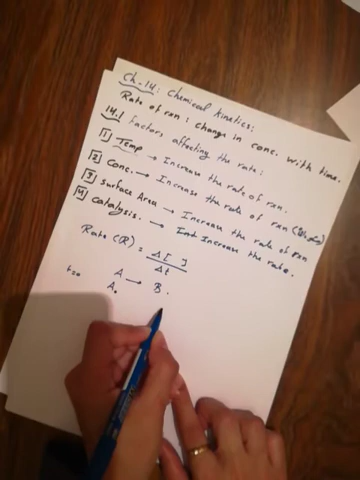 Ch.14: Chemical kinetics:
Rate of rxn: change in conc. with time.
14.1 Factors affecting the rate:
[1] Temp → Increase the rate of rxn.
[2] Conc. → Increase the rate of rxn
[3] Surface Area → Increase the rate of rxn
[4] Catalysis. → Increase the rate.
Rate (R) = Δ[ ] / Δt
A → B.
A₀